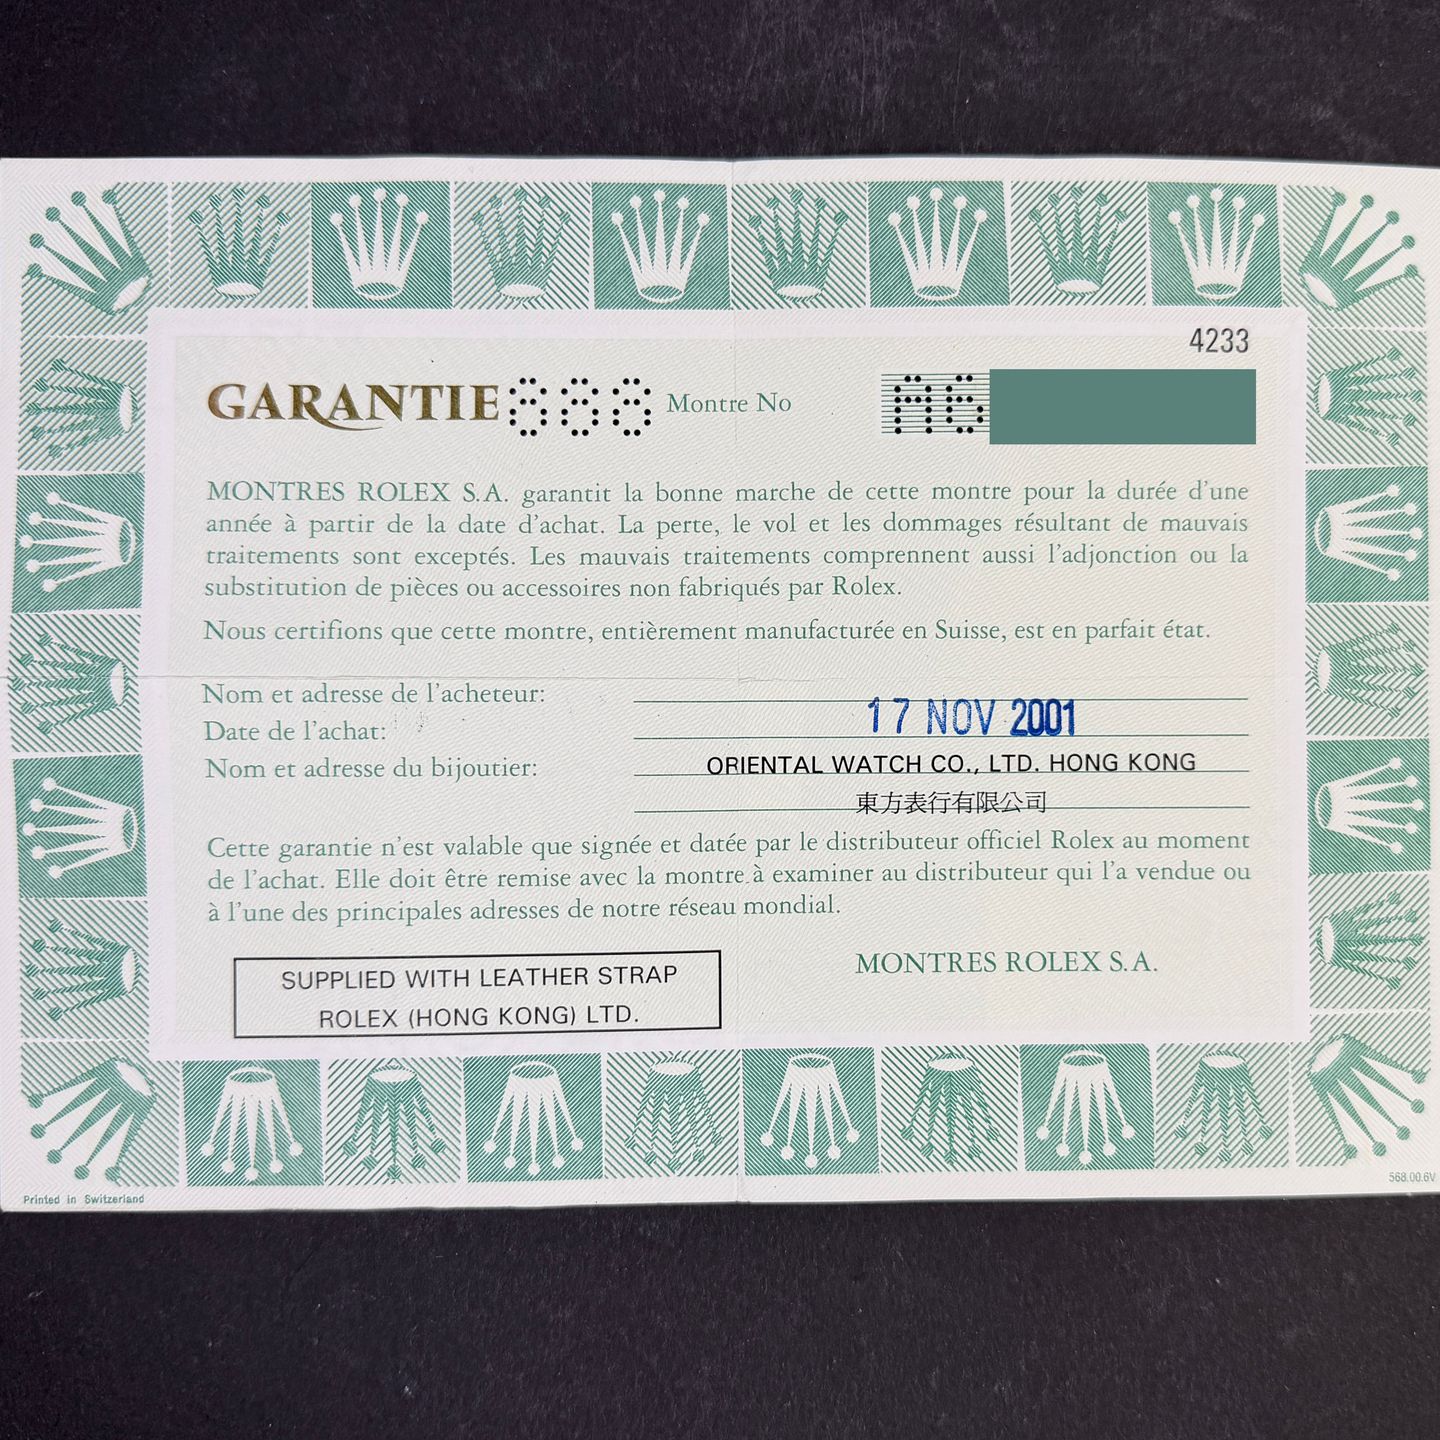 4233
GARANTIE 888 Montre No A6
MONTRES ROLEX S.A. garantit la bonne marche de cette montre pour la durée d'une
année à partir de la date d'achat. La perte, le vol et les dommages résultant de mauvais
traitements sont exceptés. Les mauvais traitements comprennent aussi l'adjonction ou la
substitution de pièces ou accessoires non fabriqués par Rolex.
Nous certifions que cette montre, entièrement manufacturée en Suisse, est en parfait état.
Nom et adresse de l'acheteur:
Date de l'achat: 17 NOV 2001
Nom et adresse du bijoutier: ORIENTAL WATCH CO., LTD. HONG KONG
東方表行有限公司
Cette garantie n'est valable que signée et datée par le distributeur officiel Rolex au moment
de l'achat. Elle doit être remise avec la montre à examiner au distributeur qui l'a vendue ou
à l'une des principales adresses de notre réseau mondial.
MONTRES ROLEX S.A.
SUPPLIED WITH LEATHER STRAP
ROLEX (HONG KONG) LTD.
Printed in Switzerland
568.00.6V